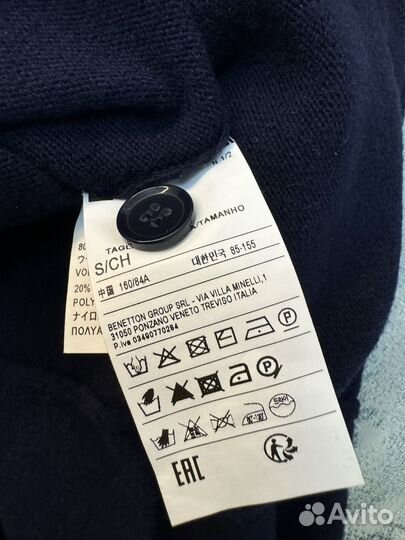 N.1/2
TAGL
A/TAMANHO
S/CH
中国 160/84A
대한민국 85-155
BENETTON GROUP SRL - VIA VILLA MINELLI,1
31050 PONZANO VENETO TREVISO ITALIA
P.iva 03490770264
EAC
80
ウー
VO
20%
POLY
ナイロ
ПОЛИА
Avito